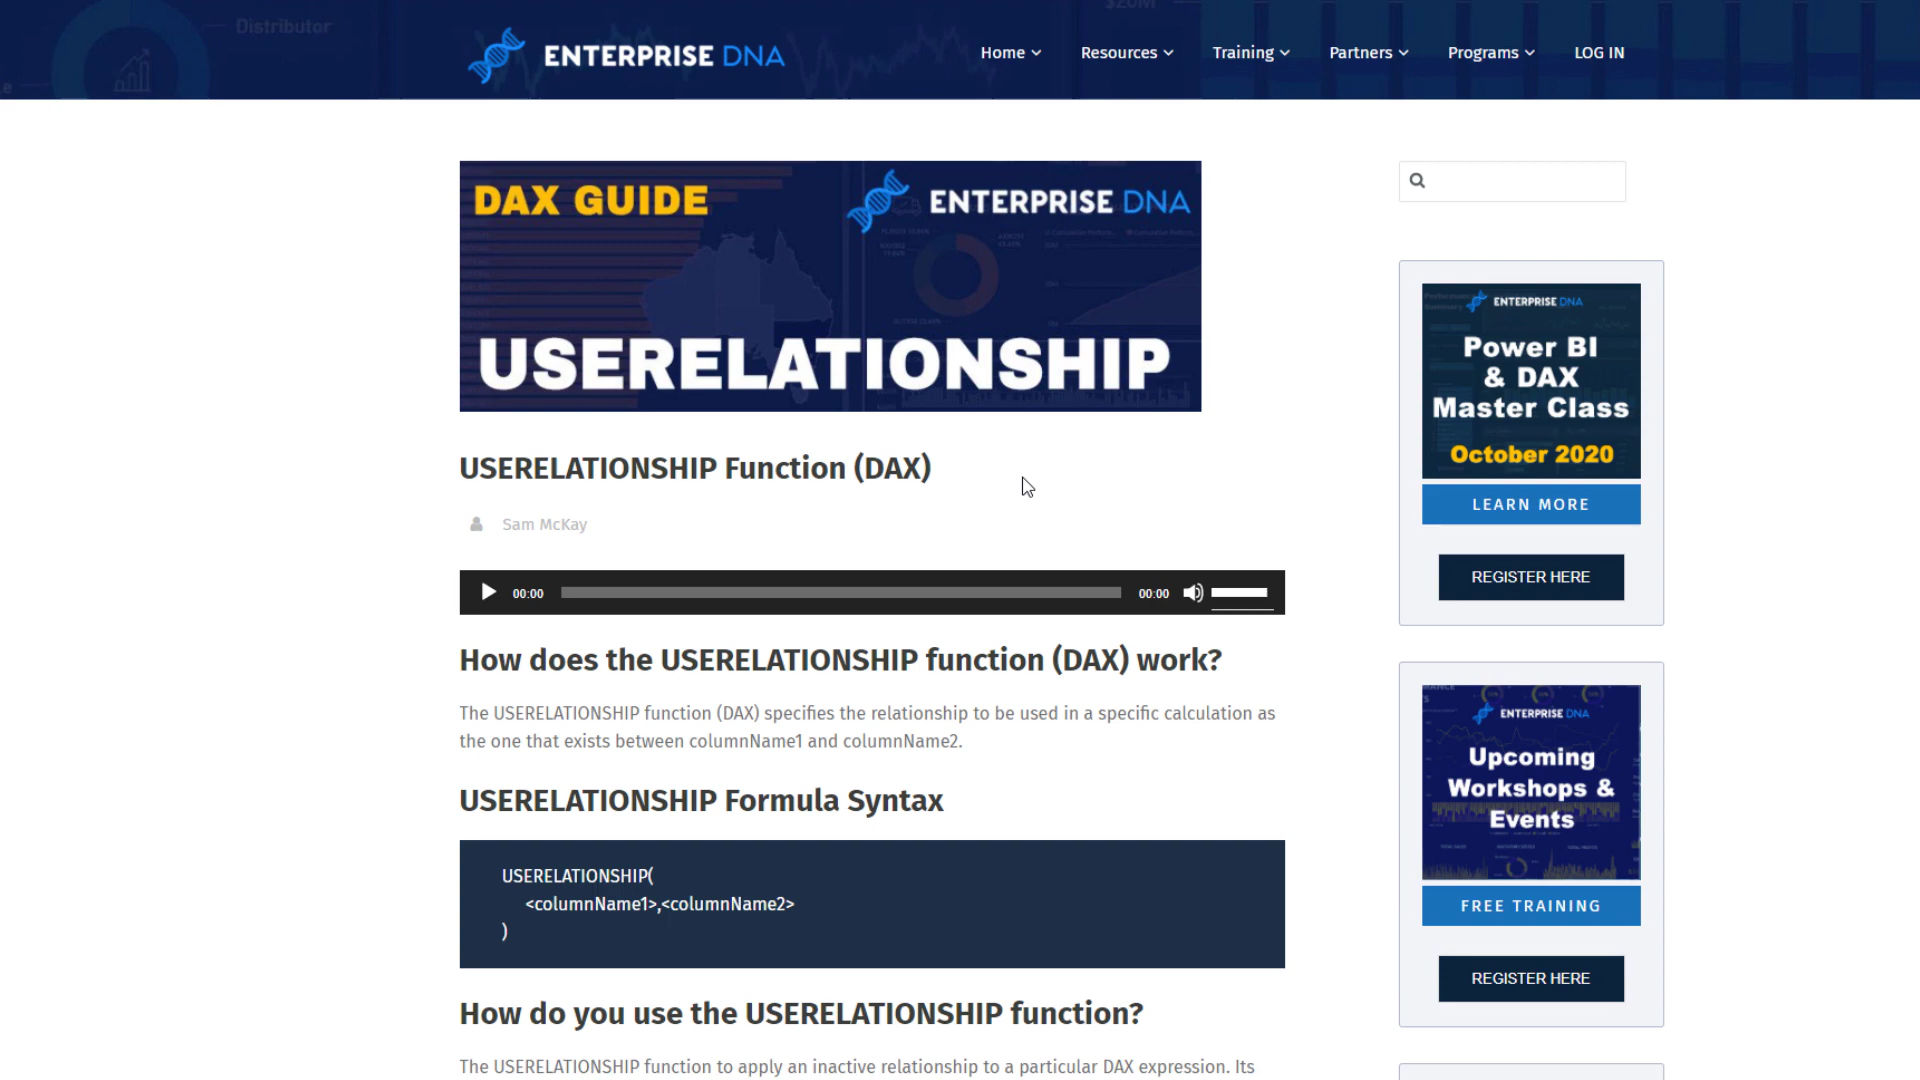 Distributor
$20M
ENTERPRISE DNA
Home
Resources
Training
Partners
Programs
LOG IN
DAX GUIDE
ENTERPRISE DNA
USERELATIONSHIP
USERELATIONSHIP Function (DAX)
Sam McKay
00:00
00:00
How does the USERELATIONSHIP function (DAX) work?
The USERELATIONSHIP function (DAX) specifies the relationship to be used in a specific calculation as
the one that exists between columnName1 and columnName2.
USERELATIONSHIP Formula Syntax
USERELATIONSHIP(
<columnName1>,<columnName2>
)
How do you use the USERELATIONSHIP function?
The USERELATIONSHIP function to apply an inactive relationship to a particular DAX expression. Its
ENTERPRISE DNA
Power BI
& DAX
Master Class
October 2020
LEARN MORE
REGISTER HERE
ENTERPRISE DNA
Upcoming
Workshops &
Events
FREE TRAINING
REGISTER HERE